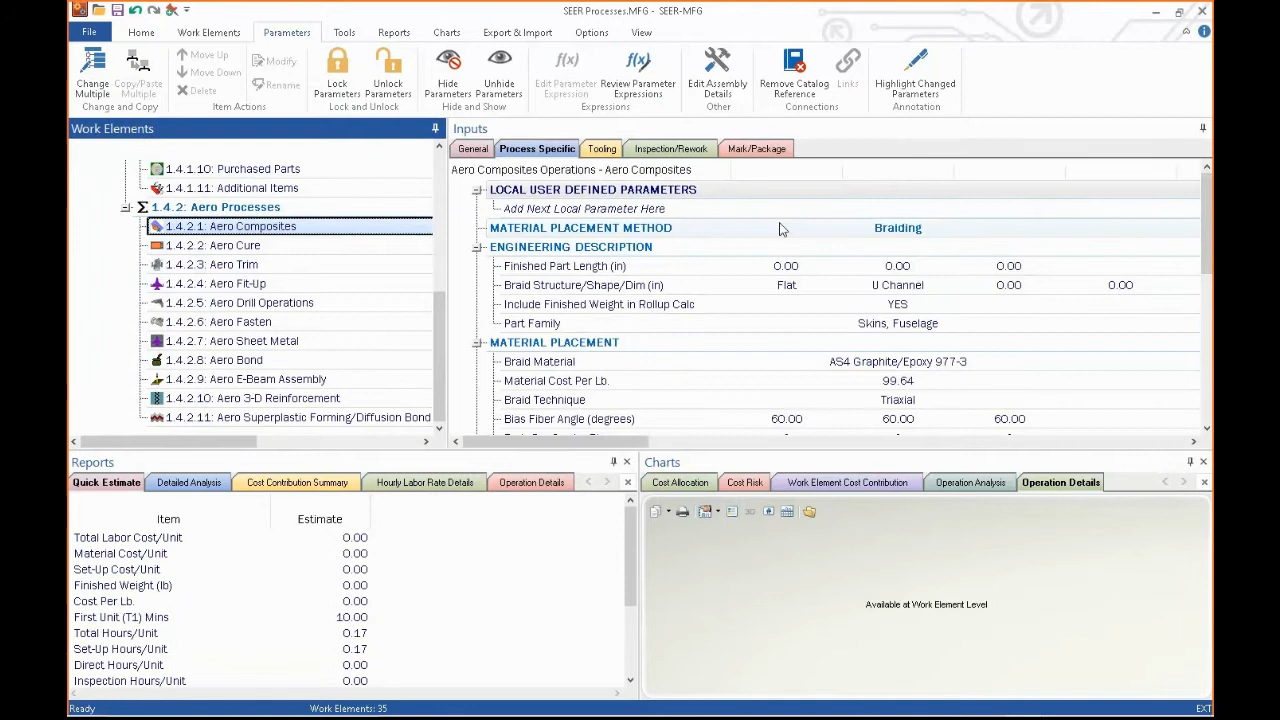 SEER Processes.MFG - SEER-MFG
File Home Work Elements Parameters Tools Reports Charts Export & Import Options View
Change Multiple
Copy/Paste Multiple
Move Up
Move Down
Delete
Modify
Rename
Lock Parameters
Unlock Parameters
Hide Parameters
Unhide Parameters
f(x) Edit Parameter Expression
f(x) Review Parameter Expressions
Edit Assembly Details
Remove Catalog Reference
Links
Highlight Changed Parameters
Change and Copy Item Actions Lock and Unlock Hide and Show Expressions Other Connections Annotation
Work Elements
1.4.1.10: Purchased Parts
1.4.1.11: Additional Items
Σ 1.4.2: Aero Processes
1.4.2.1: Aero Composites
1.4.2.2: Aero Cure
1.4.2.3: Aero Trim
1.4.2.4: Aero Fit-Up
1.4.2.5: Aero Drill Operations
1.4.2.6: Aero Fasten
1.4.2.7: Aero Sheet Metal
1.4.2.8: Aero Bond
1.4.2.9: Aero E-Beam Assembly
1.4.2.10: Aero 3-D Reinforcement
1.4.2.11: Aero Superplastic Forming/Diffusion Bond
Inputs
General Process Specific Tooling Inspection/Rework Mark/Package
Aero Composites Operations - Aero Composites
LOCAL USER DEFINED PARAMETERS
Add Next Local Parameter Here
MATERIAL PLACEMENT METHOD Braiding
ENGINEERING DESCRIPTION
Finished Part Length (in) 0.00 0.00 0.00
Braid Structure/Shape/Dim (in) Flat U Channel 0.00 0.00
Include Finished Weight in Rollup Calc YES
Part Family Skins, Fuselage
MATERIAL PLACEMENT
Braid Material AS4 Graphite/Epoxy 977-3
Material Cost Per Lb. 99.64
Braid Technique Triaxial
Bias Fiber Angle (degrees) 60.00 60.00 60.00
Reports
Quick Estimate Detailed Analysis Cost Contribution Summary Hourly Labor Rate Details Operation Details
Item Estimate
Total Labor Cost/Unit 0.00
Material Cost/Unit 0.00
Set-Up Cost/Unit 0.00
Finished Weight (lb) 0.00
Cost Per Lb. 0.00
First Unit (T1) Mins 10.00
Total Hours/Unit 0.17
Set-Up Hours/Unit 0.17
Direct Hours/Unit 0.00
Inspection Hours/Unit 0.00
Charts
Cost Allocation Cost Risk Work Element Cost Contribution Operation Analysis Operation Details
Available at Work Element Level
Ready Work Elements: 35 EXT